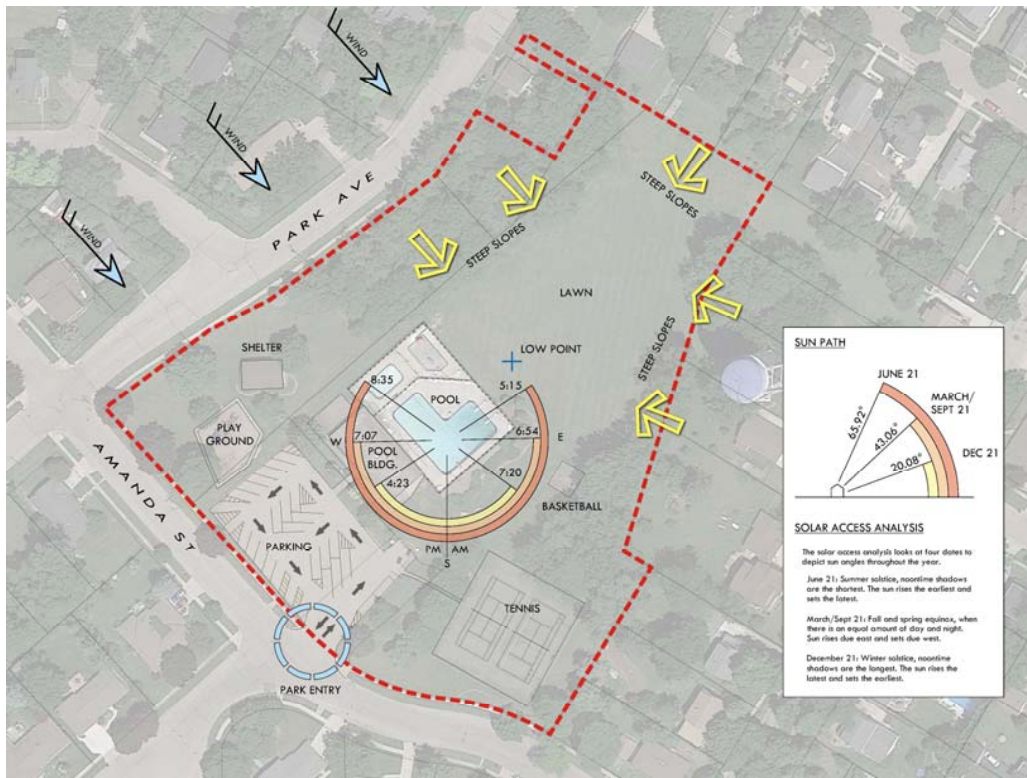 WIND
WIND
WIND
PARK AVE
STEEP SLOPES
STEEP SLOPES
LAWN
STEEP SLOPES
SHELTER
LOW POINT
8:35
5:15
POOL
PLAY
GROUND
W
7:07
6:54
E
POOL
BLDG.
4:23
7:20
BASKETBALL
AMANDA ST
PARKING
PM
AM
S
TENNIS
PARK ENTRY
SUN PATH
JUNE 21
MARCH/
SEPT 21
DEC 21
65.92°
43.06°
20.08°
SOLAR ACCESS ANALYSIS
The solar access analysis looks at four dates to
depict sun angles throughout the year.
June 21: Summer solstice, noontime shadows
are the shortest. The sun rises the earliest and
sets the latest.
March/Sept 21: Fall and spring equinox, when
there is an equal amount of day and night.
Sun rises due east and sets due west.
December 21: Winter solstice, noontime
shadows are the longest. The sun rises the
latest and sets the earliest.